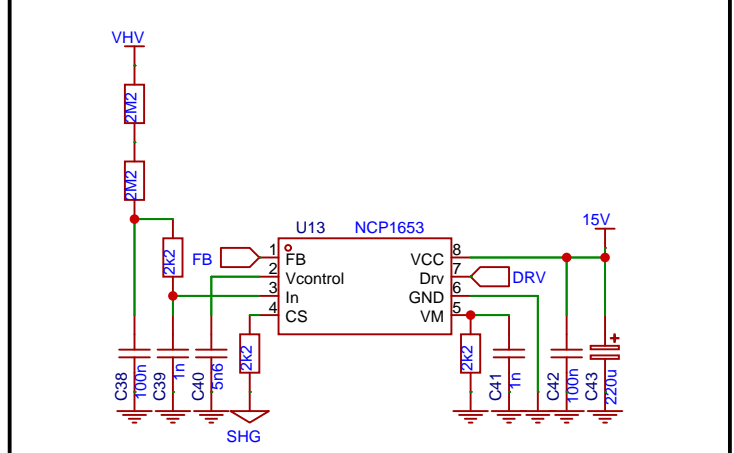 VHV
2M2
2M2
2k2
FB
U13 NCP1653
1
FB
2
Vcontrol
3
In
4
CS
VCC
8
Drv
7
GND
6
VM
5
DRV
15V
+
2k2
SHG
2k2
C38
100n
C39
1n
C40
5n6
C41
1n
C42
100n
C43
220u